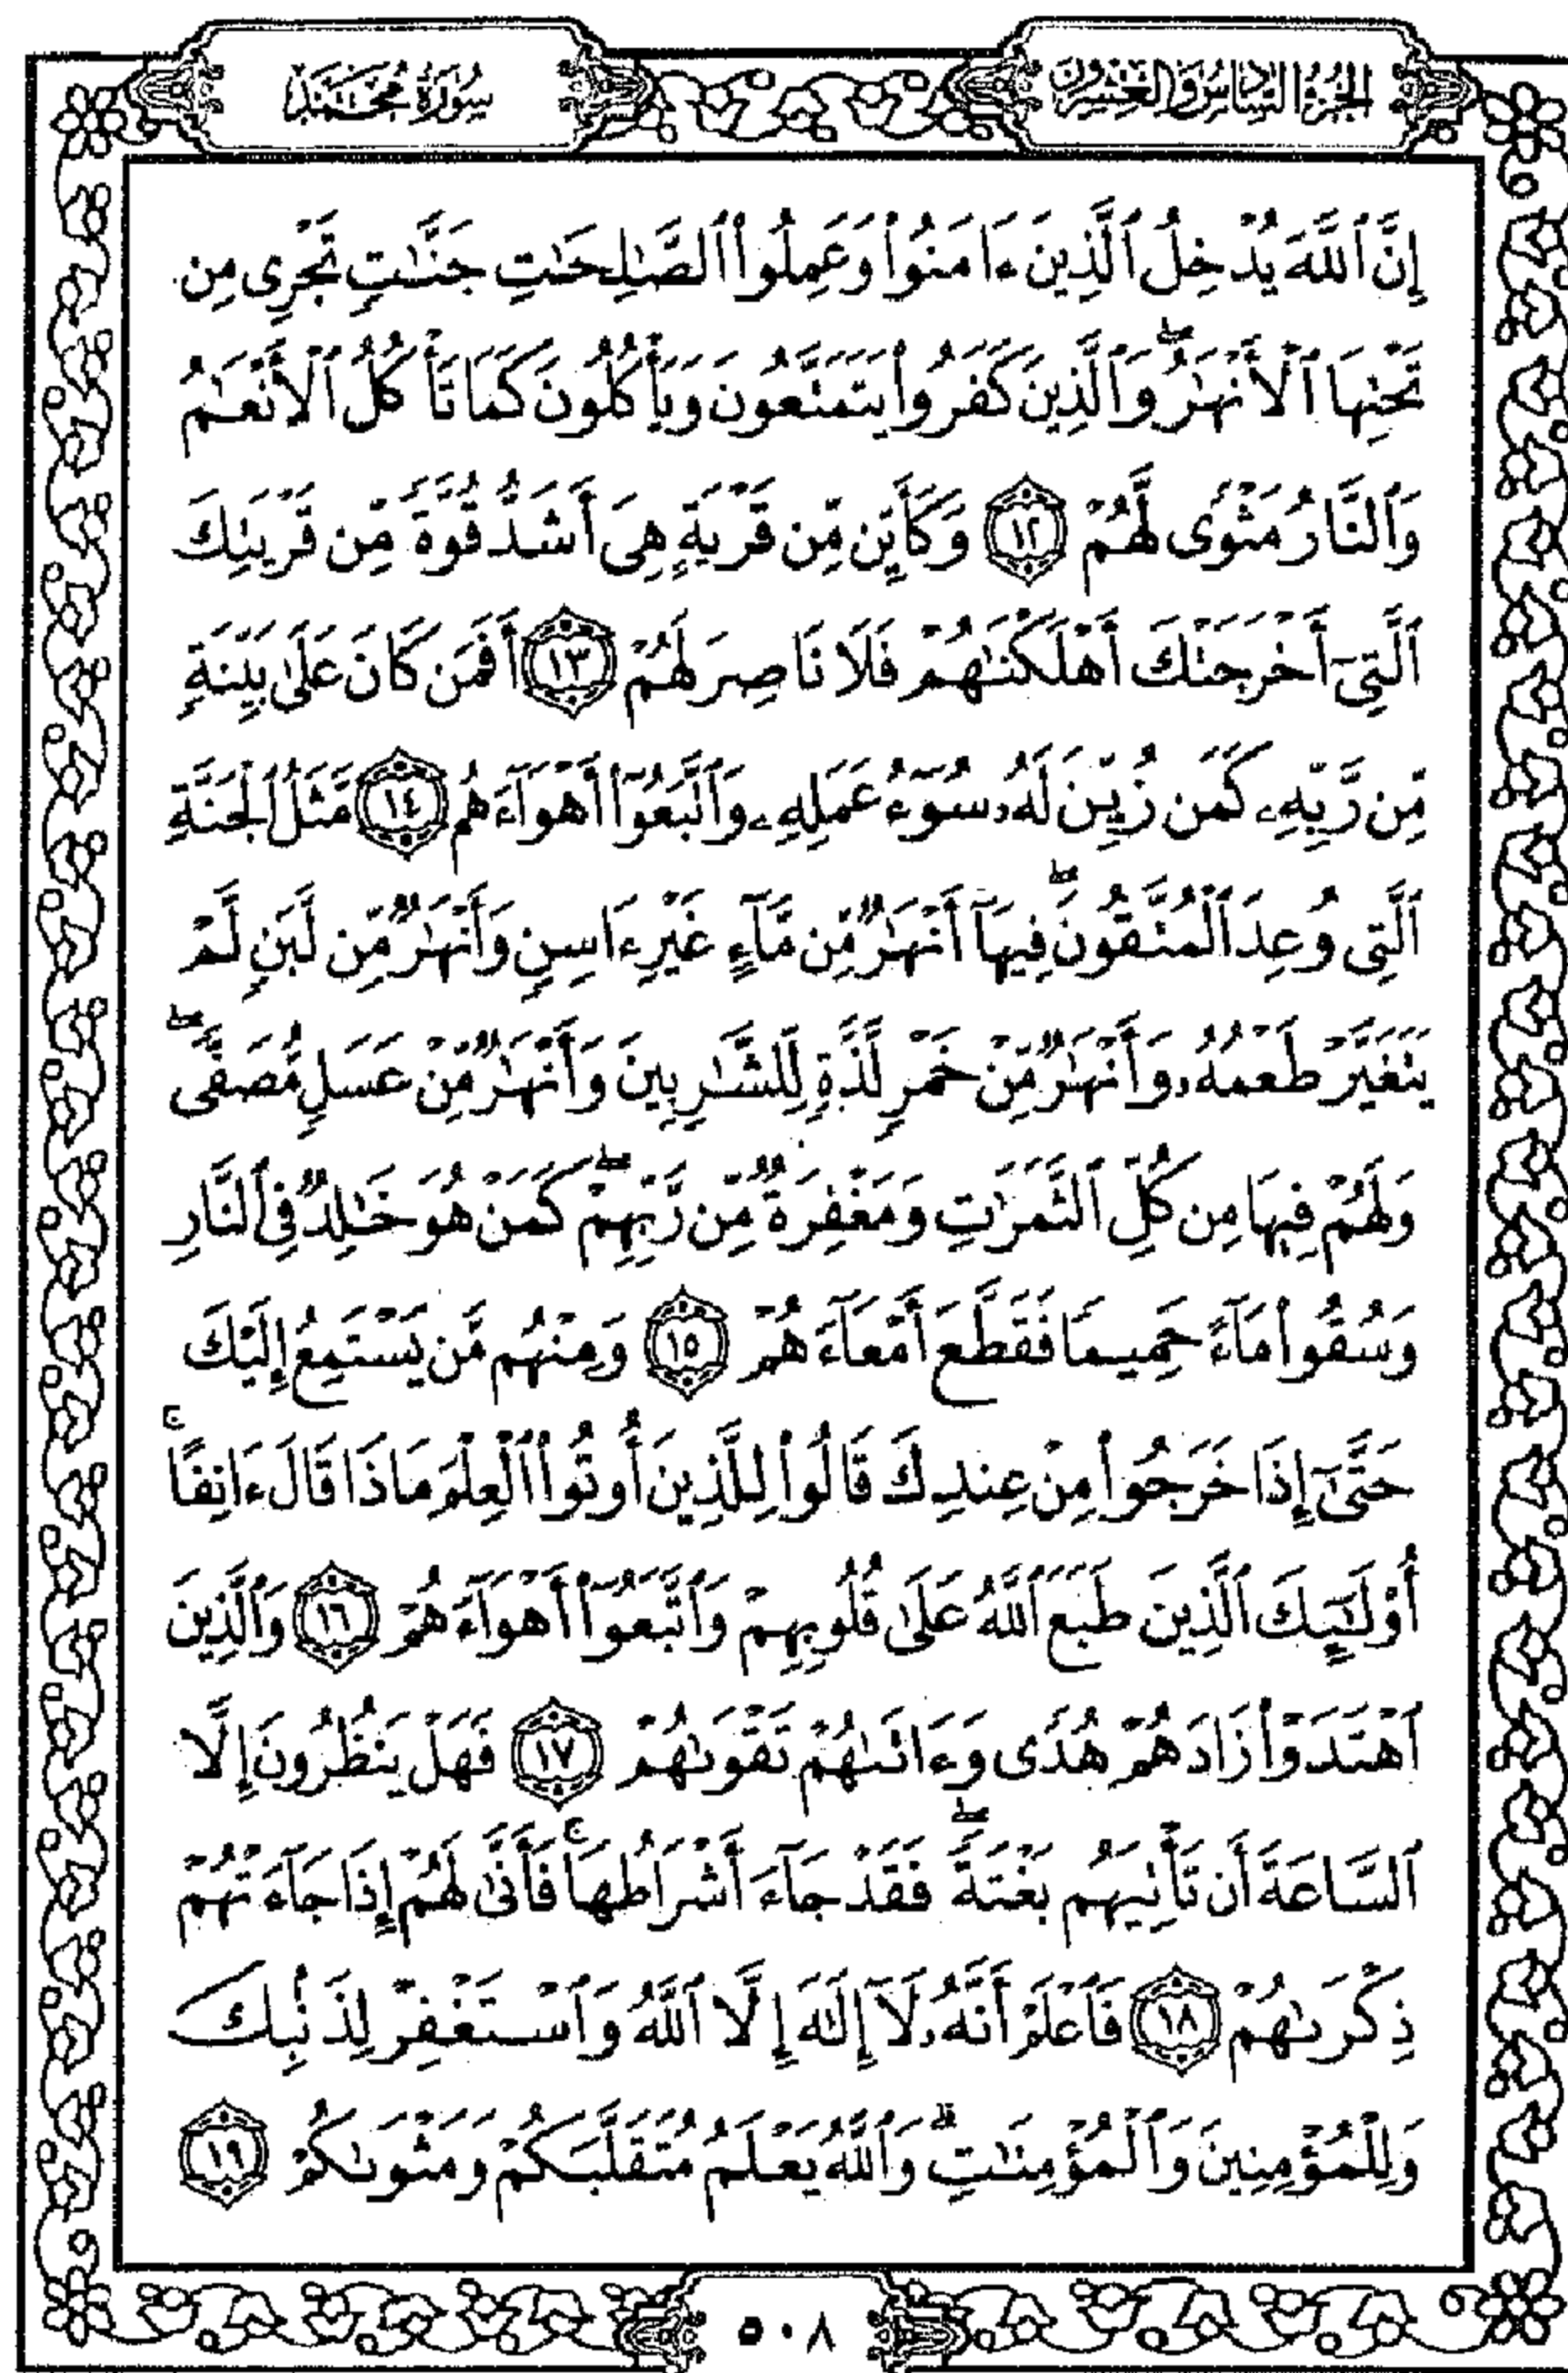 الجزء السادس والعشرون
سورة محمد
إِنَّ ٱللَّهَ يُدْخِلُ ٱلَّذِينَ ءَامَنُوا۟ وَعَمِلُوا۟ ٱلصَّٰلِحَٰتِ جَنَّٰتٍ تَجْرِى مِن
تَحْتِهَا ٱلْأَنْهَٰرُ ۖ وَٱلَّذِينَ كَفَرُوا۟ يَتَمَتَّعُونَ وَيَأْكُلُونَ كَمَا تَأْكُلُ ٱلْأَنْعَٰمُ
وَٱلنَّارُ مَثْوًى لَّهُمْ ١٢ وَكَأَيِّن مِّن قَرْيَةٍ هِىَ أَشَدُّ قُوَّةً مِّن قَرْيَتِكَ
ٱلَّتِىٓ أَخْرَجَتْكَ أَهْلَكْنَٰهُمْ فَلَا نَاصِرَ لَهُمْ ١٣ أَفَمَن كَانَ عَلَىٰ بَيِّنَةٍ
مِّن رَّبِّهِۦ كَمَن زُيِّنَ لَهُۥ سُوٓءُ عَمَلِهِۦ وَٱتَّبَعُوٓا۟ أَهْوَآءَهُم ١٤ مَّثَلُ ٱلْجَنَّةِ
ٱلَّتِى وُعِدَ ٱلْمُتَّقُونَ ۖ فِيهَآ أَنْهَٰرٌ مِّن مَّآءٍ غَيْرِ ءَاسِنٍ وَأَنْهَٰرٌ مِّن لَّبَنٍ لَّمْ
يَتَغَيَّرْ طَعْمُهُۥ وَأَنْهَٰرٌ مِّنْ خَمْرٍ لَّذَّةٍ لِّلشَّٰرِبِينَ وَأَنْهَٰرٌ مِّنْ عَسَلٍ مُّصَفًّى ۖ
وَلَهُمْ فِيهَا مِن كُلِّ ٱلثَّمَرَٰتِ وَمَغْفِرَةٌ مِّن رَّبِّهِمْ ۖ كَمَنْ هُوَ خَٰلِدٌ فِى ٱلنَّارِ
وَسُقُوا۟ مَآءً حَمِيمًا فَقَطَّعَ أَمْعَآءَهُمْ ١٥ وَمِنْهُم مَّن يَسْتَمِعُ إِلَيْكَ
حَتَّىٰٓ إِذَا خَرَجُوا۟ مِنْ عِندِكَ قَالُوا۟ لِلَّذِينَ أُوتُوا۟ ٱلْعِلْمَ مَاذَا قَالَ ءَانِفًا ۚ
أُو۟لَٰٓئِكَ ٱلَّذِينَ طَبَعَ ٱللَّهُ عَلَىٰ قُلُوبِهِمْ وَٱتَّبَعُوٓا۟ أَهْوَآءَهُمْ ١٦ وَٱلَّذِينَ
ٱهْتَدَوْا۟ زَادَهُمْ هُدًى وَءَاتَىٰهُمْ تَقْوَىٰهُمْ ١٧ فَهَلْ يَنظُرُونَ إِلَّا
ٱلسَّاعَةَ أَن تَأْتِيَهُم بَغْتَةً ۖ فَقَدْ جَآءَ أَشْرَاطُهَا ۚ فَأَنَّىٰ لَهُمْ إِذَا جَآءَتْهُمْ
ذِكْرَىٰهُمْ ١٨ فَٱعْلَمْ أَنَّهُۥ لَآ إِلَٰهَ إِلَّا ٱللَّهُ وَٱسْتَغْفِرْ لِذَنۢبِكَ
وَلِلْمُؤْمِنِينَ وَٱلْمُؤْمِنَٰتِ ۗ وَٱللَّهُ يَعْلَمُ مُتَقَلَّبَكُمْ وَمَثْوَىٰكُمْ ١٩
٥٠٨